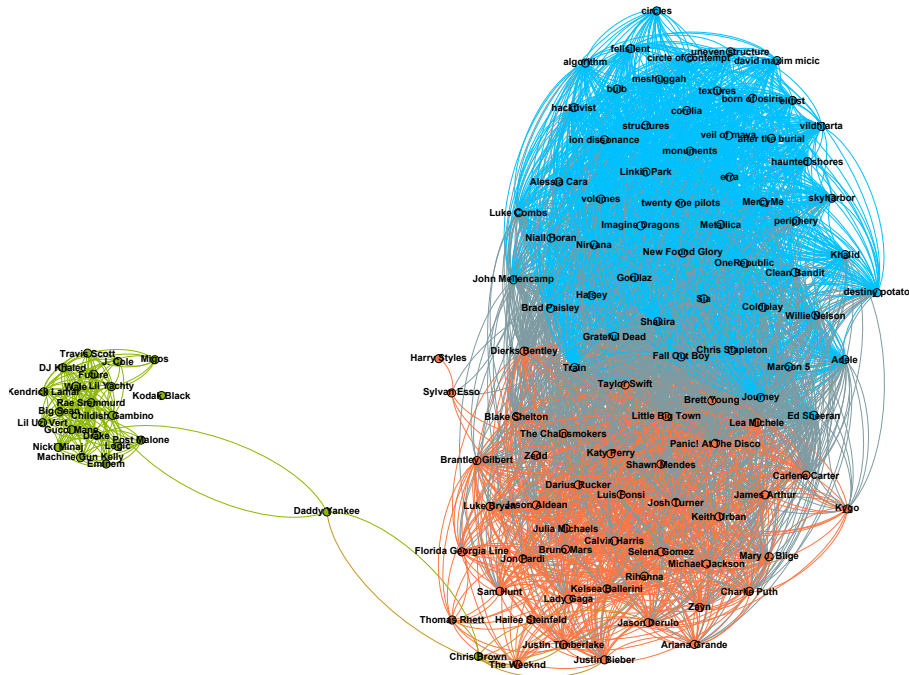 circles
fellsilent
uneven structure
circle of contempt
david maxim micic
algorithm
meshuggah
bulb
textures
born of osiris
elitist
hacktivist
corelia
structures
vildhjarta
ion dissonance
veil of maya
after the burial
monuments
haunted shores
Linkin Park
erra
Alessia Cara
volumes
twenty one pilots
MercyMe
skyharbor
Luke Combs
Imagine Dragons
Metallica
periphery
Niall Horan
Nirvana
New Found Glory
Khalid
OneRepublic
Clean Bandit
John Mellencamp
Gorillaz
destiny potato
Halsey
Sia
Brad Paisley
Coldplay
Willie Nelson
Shakira
Grateful Dead
Chris Stapleton
Harry Styles
Dierks Bentley
Fall Out Boy
Adele
Train
Maroon 5
Travis Scott
Migos
J. Cole
DJ Khaled
Future
Taylor Swift
Kendrick Lamar
Wale
Lil Yachty
Kodak Black
Sylvan Esso
Journey
Brett Young
Rae Sremmurd
Big Sean
Childish Gambino
Blake Shelton
Little Big Town
Ed Sheeran
Lil Uzi Vert
Lea Michele
Gucci Mane
Drake
Post Malone
The Chainsmokers
Panic! At The Disco
Nicki Minaj
Logic
Zedd
Katy Perry
Machine Gun Kelly
Eminem
Brantley Gilbert
Shawn Mendes
Carlene Carter
Darius Rucker
Luis Fonsi
James Arthur
Luke Bryan
Jason Aldean
Josh Turner
Kygo
Daddy Yankee
Keith Urban
Julia Michaels
Calvin Harris
Florida Georgia Line
Bruno Mars
Selena Gomez
Mary J. Blige
Jon Pardi
Michael Jackson
Rihanna
Sam Hunt
Kelsea Ballerini
Charlie Puth
Lady Gaga
Zayn
Thomas Rhett
Hailee Steinfeld
Jason Derulo
Justin Timberlake
Ariana Grande
Chris Brown
The Weeknd
Justin Bieber